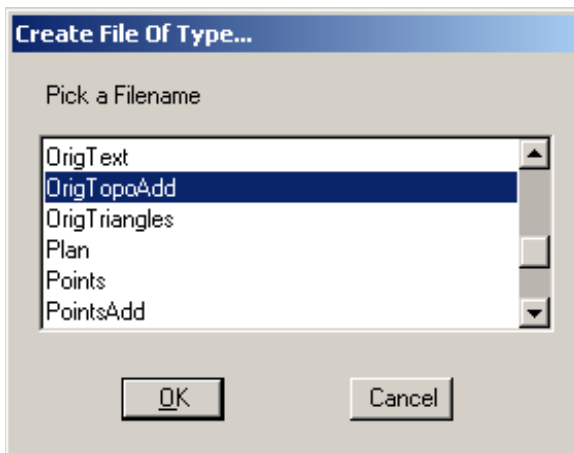 Create File Of Type...
Pick a Filename
OrigText
OrigTopoAdd
OrigTriangles
Plan
Points
PointsAdd
OK Cancel